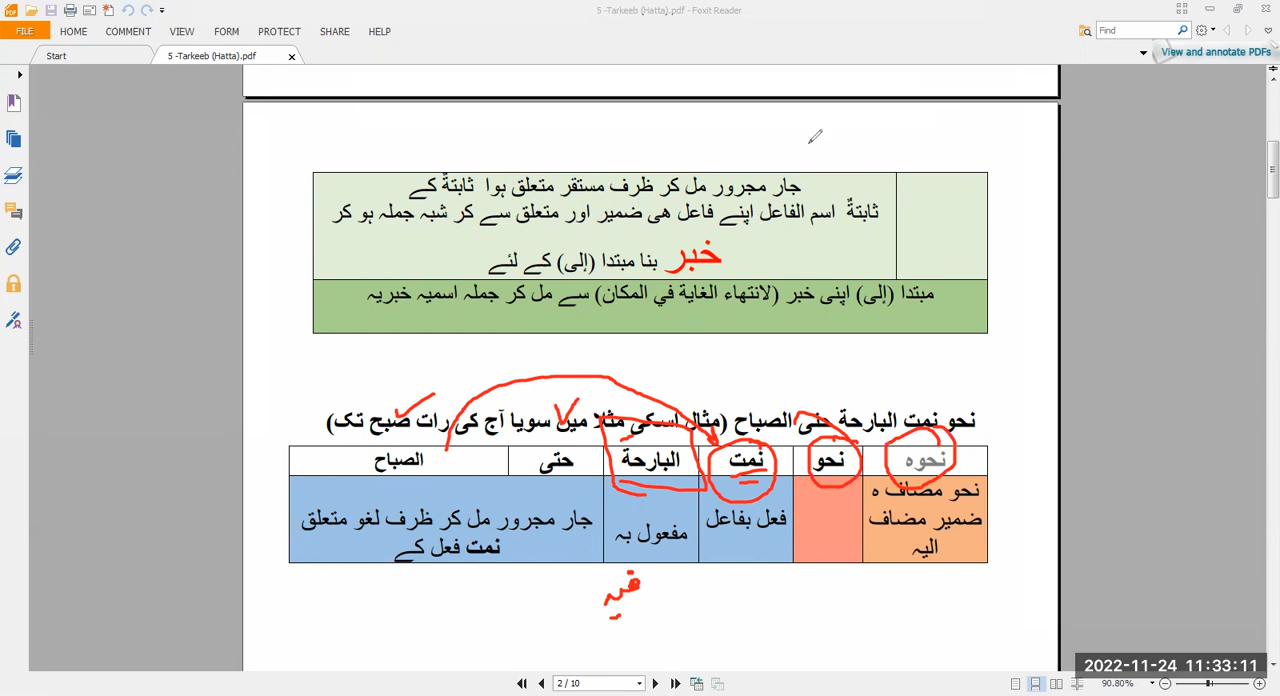 5 -Tarkeeb (Hatta).pdf - Foxit Reader
FILE HOME COMMENT VIEW FORM PROTECT SHARE HELP
Find
Start 5 -Tarkeeb (Hatta).pdf
View and annotate PDFs
جار مجرور مل کر ظرف مستقر متعلق ہوا ثابتةٌ کے
ثابتةٌ اسم الفاعل اپنے فاعل ھی ضمیر اور متعلق سے کر شبہ جملہ ہو کر
خبر بنا مبتدا (إلى) کے لئے
مبتدا (إلى) اپنی خبر (لانتهاء الغاية في المكان) سے مل کر جملہ اسمیہ خبریہ
نحو نمت البارحة حتى الصباح (مثال اسکی مثلا میں سویا آج کی رات صبح تک)
نحوہ نحو نمت البارحة حتى الصباح
نحو مضاف ہ ضمیر مضاف الیہ
فعل بفاعل
مفعول بہ
جار مجرور مل کر ظرف لغو متعلق
نمت فعل کے
فیہ
2022-11-24 11:33:11
2 / 10
90.80%